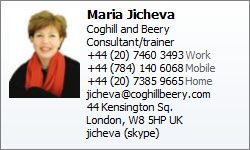 Maria Jicheva
Coghill and Beery
Consultant/trainer
+44 (20) 7460 3493 Work
+44 (784) 140 6068 Mobile
+44 (20) 7385 9665 Home
jicheva@coghillbeery.com
44 Kensington Sq.
London, W8 5HP UK
jicheva (skype)